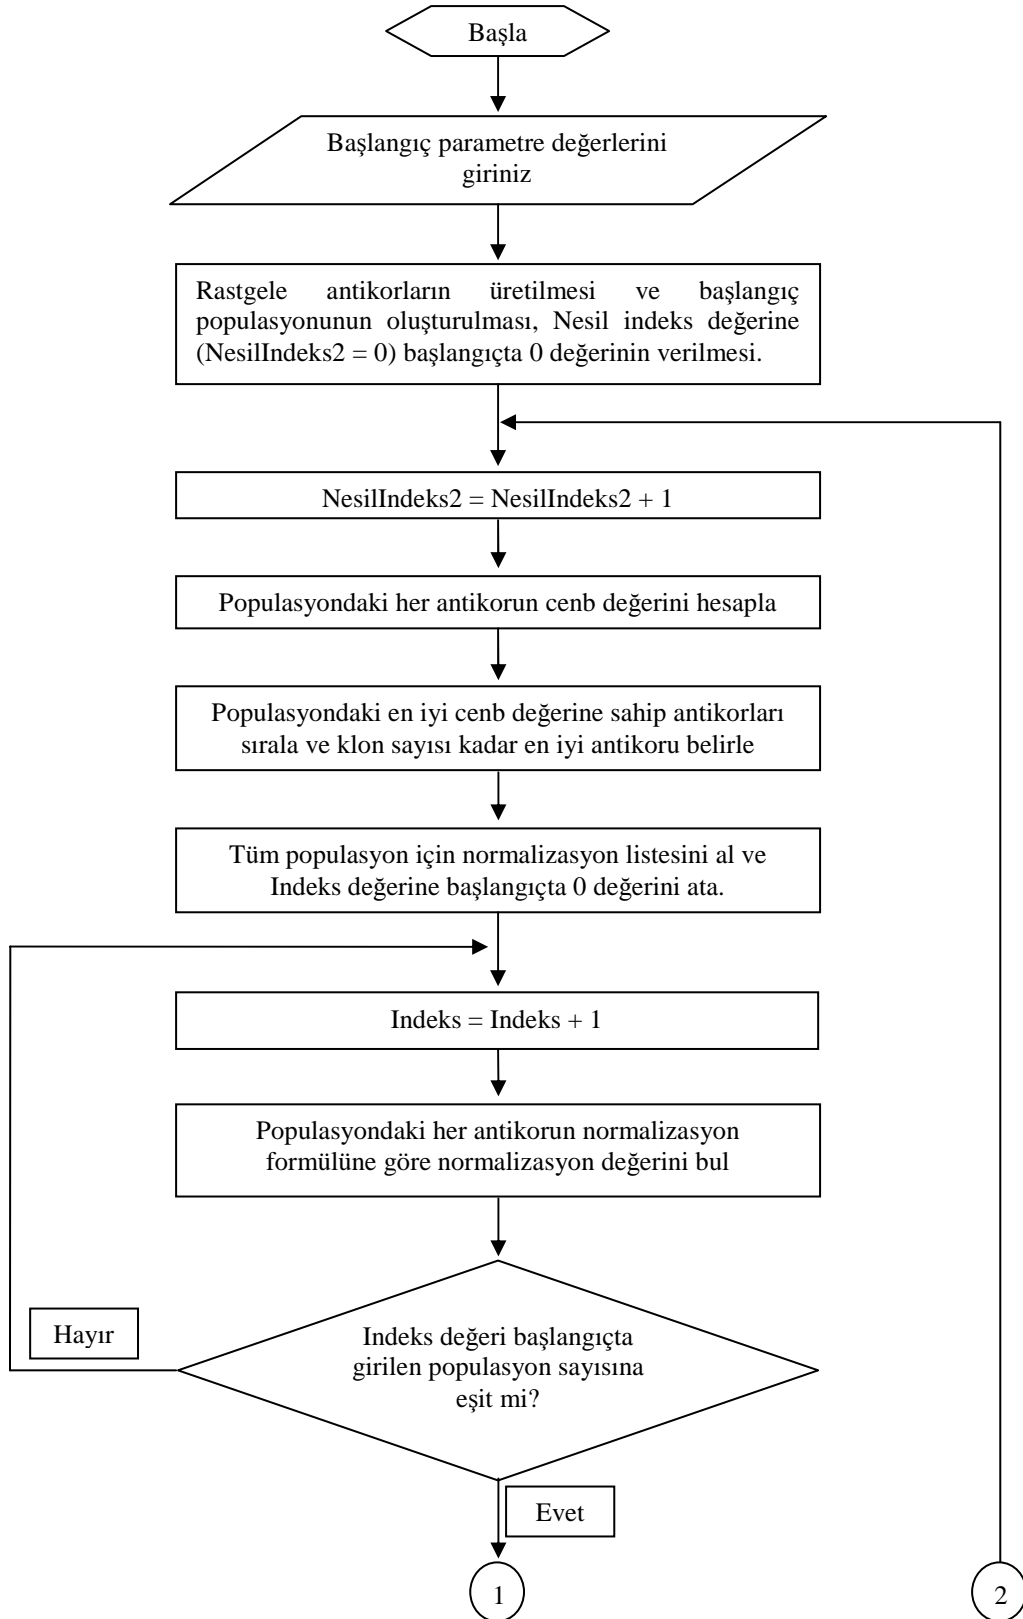 Başla
Başlangıç parametre değerlerini
giriniz
Rastgele antikorların üretilmesi ve başlangıç
populasyonunun oluşturulması, Nesil indeks değerine
(NesilIndeks2 = 0) başlangıçta 0 değerinin verilmesi.
NesilIndeks2 = NesilIndeks2 + 1
Populasyondaki her antikorun cenb değerini hesapla
Populasyondaki en iyi cenb değerine sahip antikorları
sırala ve klon sayısı kadar en iyi antikoru belirle
Tüm populasyon için normalizasyon listesini al ve
Indeks değerine başlangıçta 0 değerini ata.
Indeks = Indeks + 1
Populasyondaki her antikorun normalizasyon
formülüne göre normalizasyon değerini bul
Hayır
Indeks değeri başlangıçta
girilen populasyon sayısına
eşit mi?
Evet
1
2